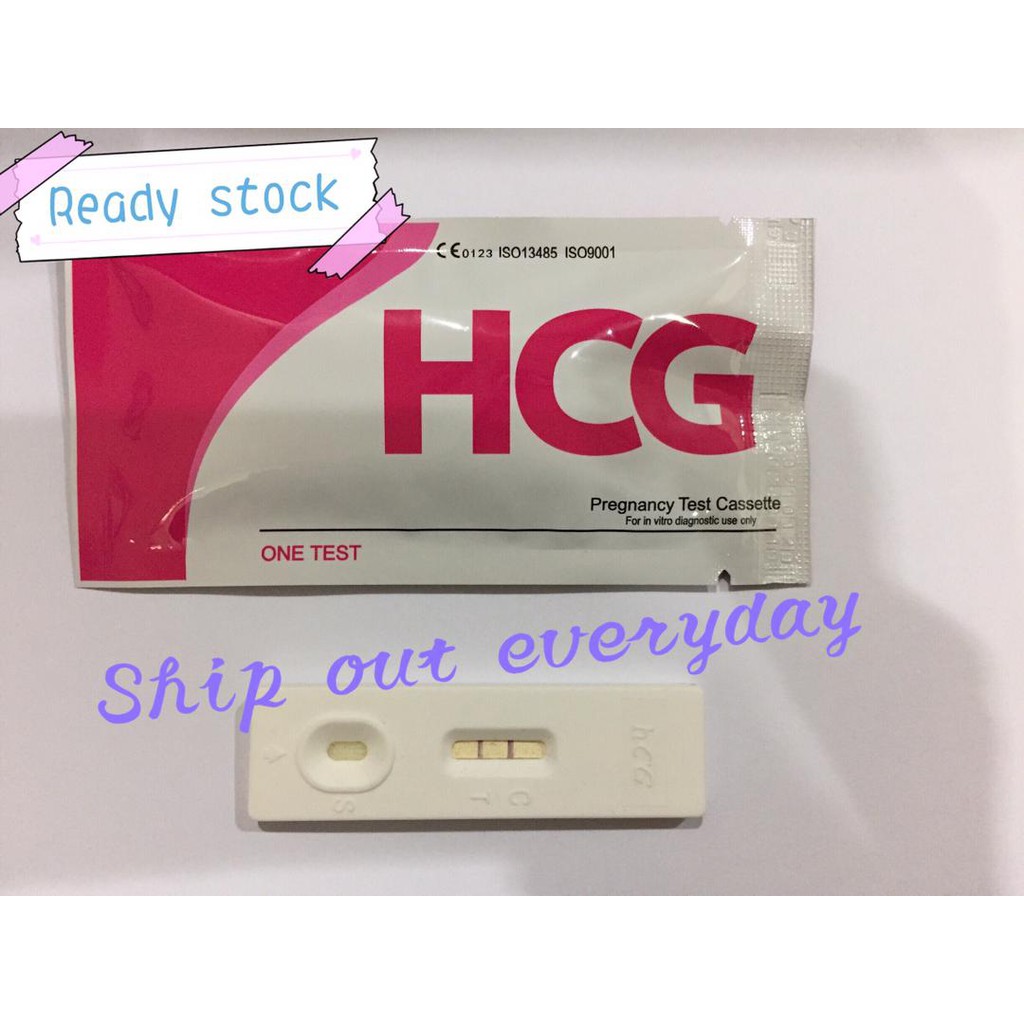 Ready stock
CE0123 ISO13485 ISO9001
HCG
Pregnancy Test Cassette
For in vitro diagnostic use only
ONE TEST
Ship out everyday
hCG
C
T
S